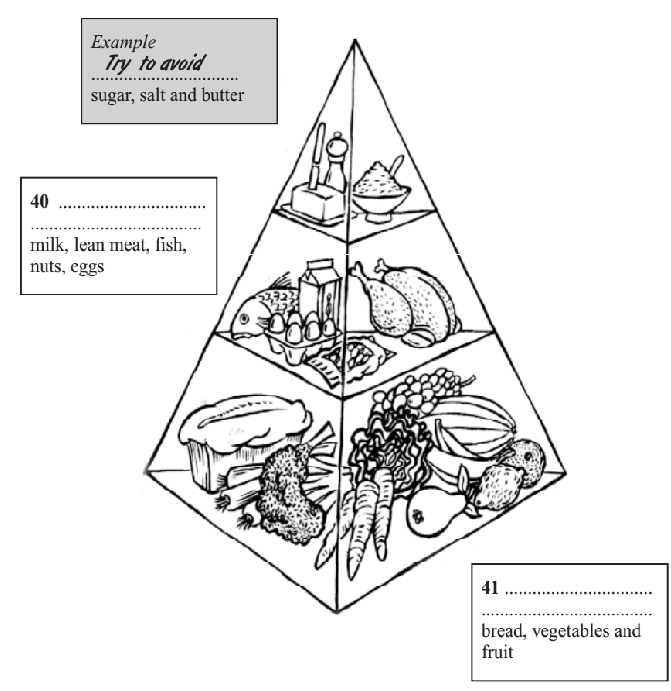 Example
Try to avoid
..................................
sugar, salt and butter
40 ................................
.....................................
milk, lean meat, fish,
nuts, eggs
41 ................................
.....................................
bread, vegetables and
fruit